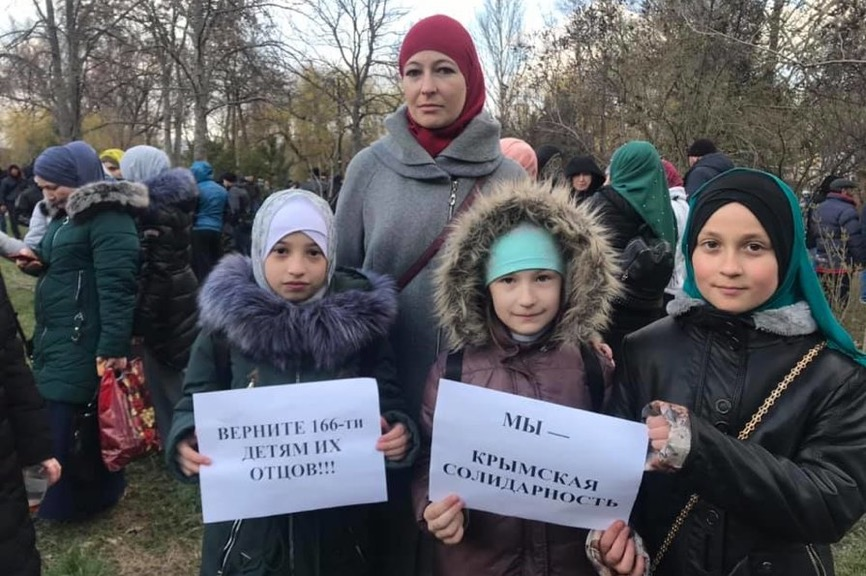 ВЕРНИТЕ 166-ти
ДЕТЯМ ИХ
ОТЦОВ!!!
МЫ —
КРЫМСКАЯ
СОЛИДАРНОСТЬ